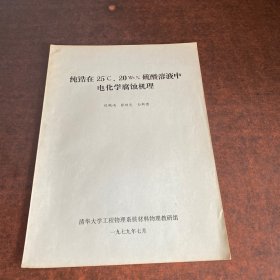 纯锆在25℃、20Wt%硫酸溶液中
电化学腐蚀机理
清华大学工程物理系核材料物理教研组
一九七九年七月